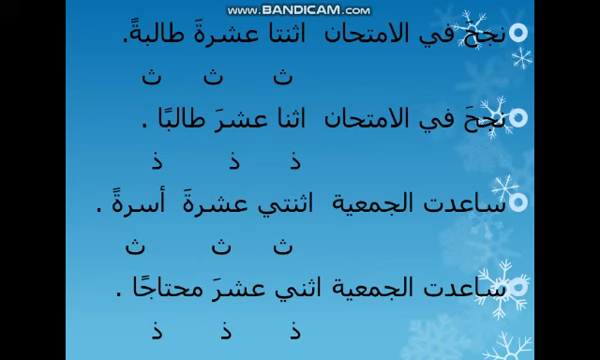 www.BANDICAM.com
نجحَ في الامتحان اثنتا عشرةَ طالبةً.
ث ث ث
نجحَ في الامتحان اثنا عشرَ طالبًا .
ذ ذ ذ
ساعدت الجمعية اثنتي عشرةَ أسرةً .
ث ث ث
ساعدت الجمعية اثني عشرَ محتاجًا .
ذ ذ ذ